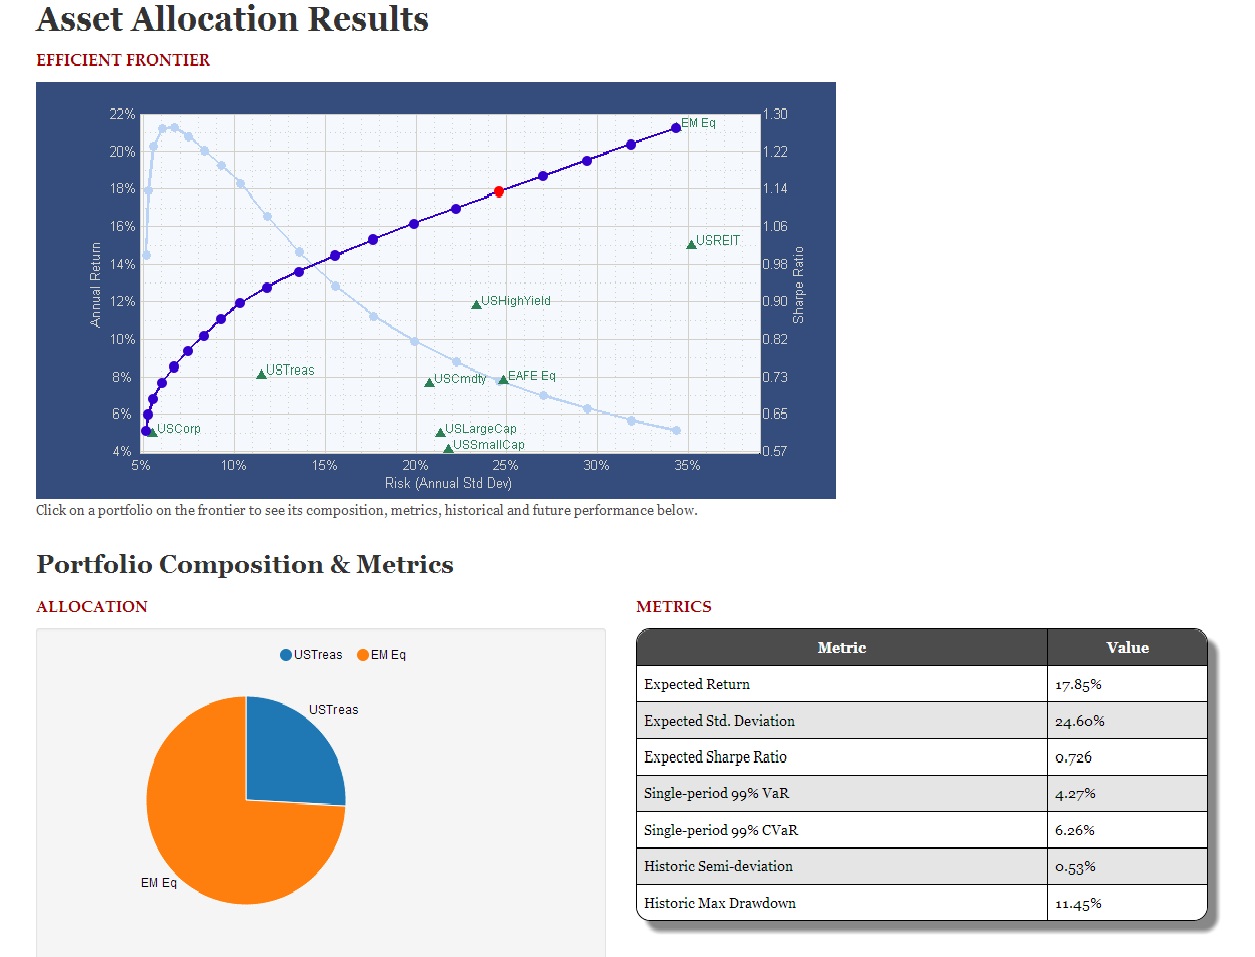 Asset Allocation Results
EFFICIENT FRONTIER
22%
20%
18%
16%
14%
12%
10%
8%
6%
4%
Annual Return
5%
10%
15%
20%
25%
30%
35%
Risk (Annual Std Dev)
1.30
1.22
1.14
1.06
0.98
0.90
0.82
0.73
0.65
0.57
Sharpe Ratio
EM Eq
USREIT
USHighYield
USTreas
USCmdty
EAFE Eq
USCorp
USLargeCap
USSmallCap
Click on a portfolio on the frontier to see its composition, metrics, historical and future performance below.
Portfolio Composition & Metrics
ALLOCATION
USTreas EM Eq
USTreas
EM Eq
METRICS
Metric Value
Expected Return 17.85%
Expected Std. Deviation 24.60%
Expected Sharpe Ratio 0.726
Single-period 99% VaR 4.27%
Single-period 99% CVaR 6.26%
Historic Semi-deviation 0.53%
Historic Max Drawdown 11.45%